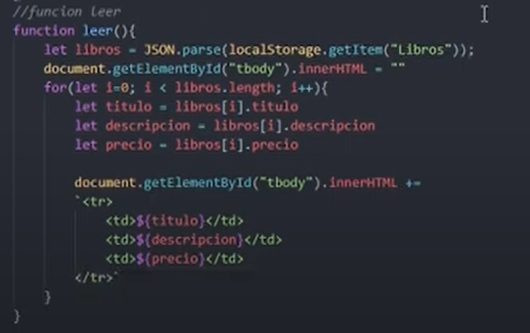 //funcion leer
function leer(){
    let libros = JSON.parse(localStorage.getItem("Libros"));
    document.getElementById("tbody").innerHTML = ""
    for(let i=0; i < libros.length; i++){
        let titulo = libros[i].titulo
        let descripcion = libros[i].descripcion
        let precio = libros[i].precio

        document.getElementById("tbody").innerHTML +=
        `<tr>
            <td>${titulo}</td>
            <td>${descripcion}</td>
            <td>${precio}</td>
        </tr>`
    }
}